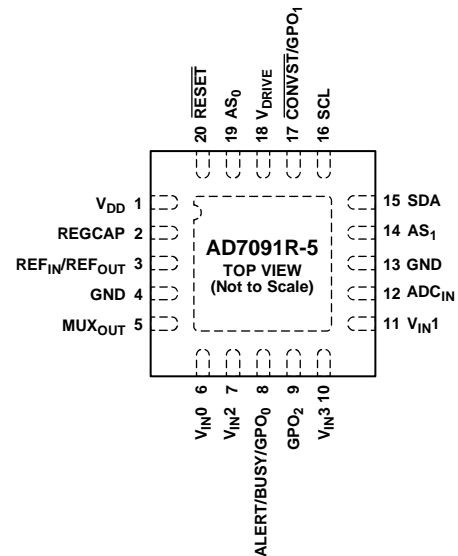 20 RESET
19 AS0
18 VDRIVE
17 CONVST/GPO1
16 SCL
VDD 1
REGCAP 2
REFIN/REFOUT 3
GND 4
MUXOUT 5
AD7091R-5
TOP VIEW
(Not to Scale)
15 SDA
14 AS1
13 GND
12 ADCIN
11 VIN1
VIN0 6
VIN2 7
ALERT/BUSY/GPO0 8
GPO2 9
VIN3 10